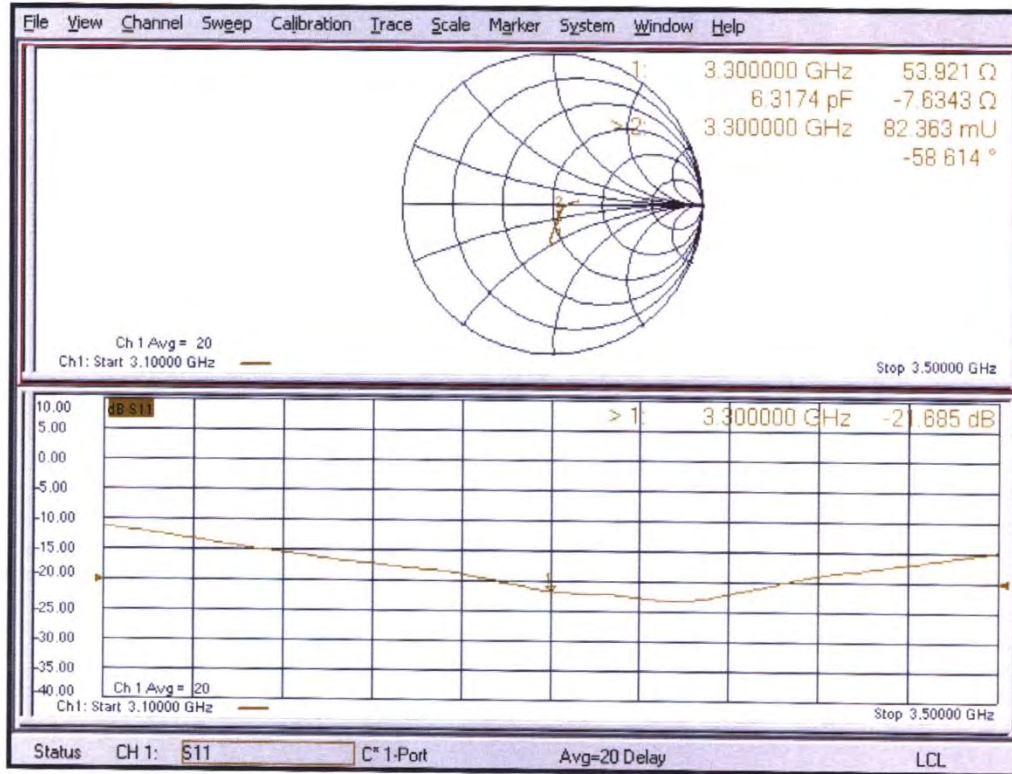 File View Channel Sweep Calibration Trace Scale Marker System Window Help
1: 3.300000 GHz 53.921 Ω
6.3174 pF -7.6343 Ω
> 2: 3.300000 GHz 82.363 mU
-58.614 °
Ch 1 Avg = 20
Ch1: Start 3.10000 GHz
Stop 3.50000 GHz
10.00
dB S11
> 1: 3.300000 GHz -21.685 dB
5.00
0.00
-5.00
-10.00
-15.00
-20.00
-25.00
-30.00
-35.00
-40.00
1
Ch 1 Avg = 20
Ch1: Start 3.10000 GHz
Stop 3.50000 GHz
Status CH 1: S11 C* 1-Port Avg=20 Delay LCL